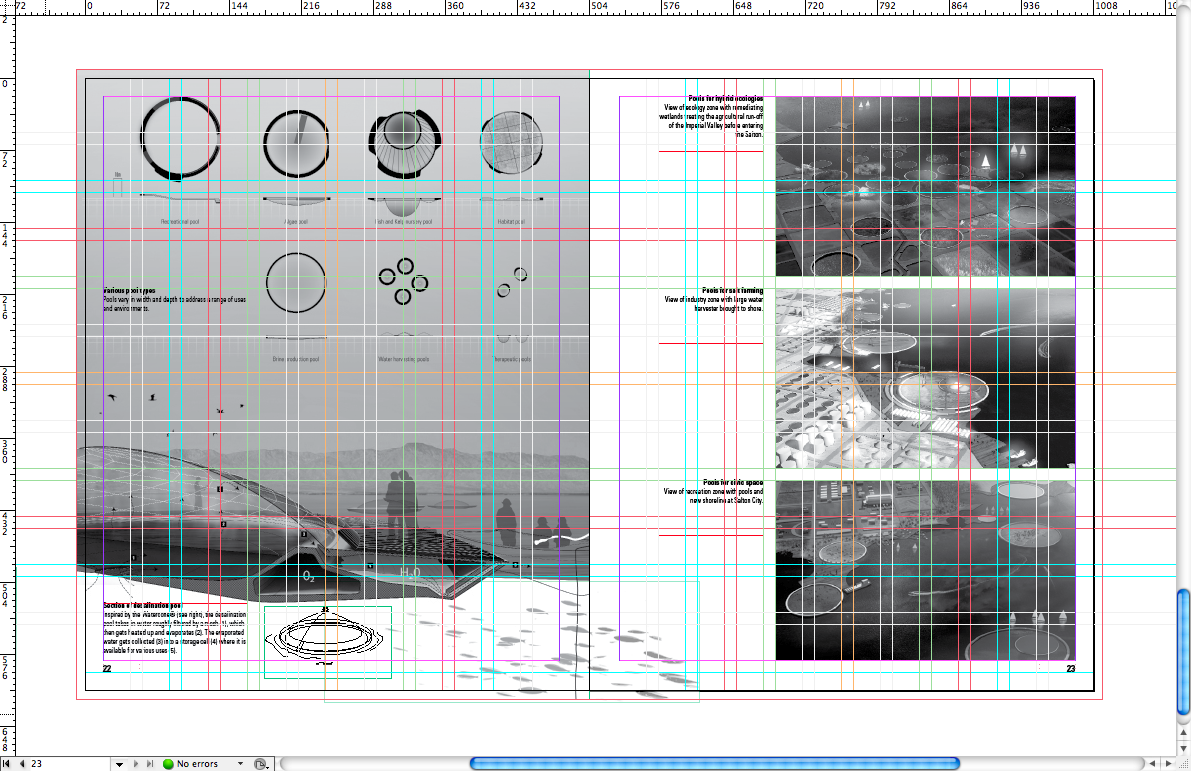 72 0 72 144 216 288 360 432 504 576 648 720 792 864 936 1008
Recreational pool
Algae pool
Fish and Kelp nursery pool
Habitat pool
Various pool types
Pools vary in width and depth to address a range of uses
and environments.
Brine production pool
Water harvesting pools
Therapeutic pools
O2
H2O
Section of desalination pool
Inspired by the Watercone® (see right), the desalination
pool takes in water roughly filtered by a porch (1), which
then gets heated up and evaporates (2). The evaporated
water gets collected (3) into a storage cell (4) where it is
available for various uses (5).
22
Pools for hybrid ecologies
View of ecology zone with remediating
wetlands treating the agricultural run-off
of the Imperial Valley before entering
the Salton.
Pools for salt farming
View of industry zone with large water
harvester brought to shore.
Pools for civic space
View of recreation zone with pools and
new shoreline at Salton City.
23
23
No errors